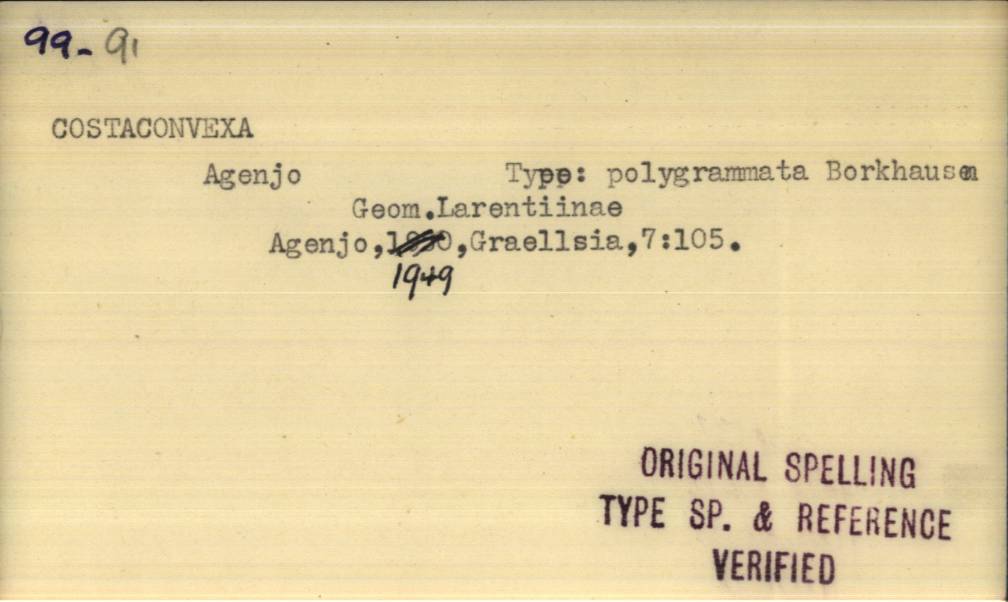 99-91
COSTACONVEXA
Agenjo Type: polygrammata Borkhausen
Geom.Larentiinae
Agenjo,,Graellsia,7:105.
1949
ORIGINAL SPELLING
TYPE SP. & REFERENCE
VERIFIED